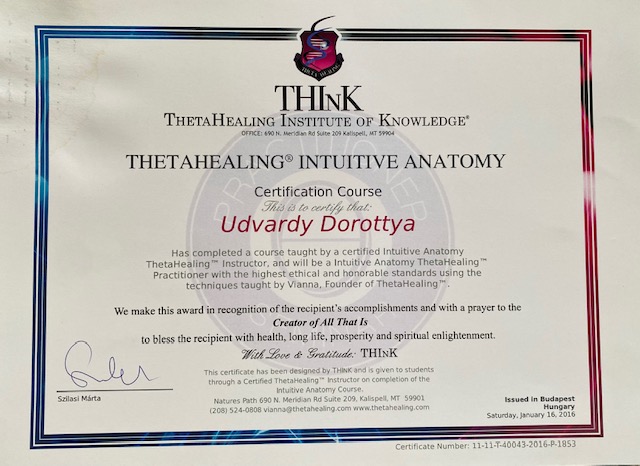 THETA HEALING
THInK
THETAHEALING INSTITUTE OF KNOWLEDGE®
OFFICE: 690 N. Meridian Rd Suite 209 Kalispell, MT 59904
THETAHEALING® INTUITIVE ANATOMY
Certification Course
This is to certify that:
Udvardy Dorottya
PRACTITIONER
Has completed a course taught by a certified Intuitive Anatomy
ThetaHealing™ Instructor, and will be a Intuitive Anatomy ThetaHealing™
Practitioner with the highest ethical and honorable standards using the
techniques taught by Vianna, Founder of ThetaHealing™.
We make this award in recognition of the recipient's accomplishments and with a prayer to the
Creator of All That Is
to bless the recipient with health, long life, prosperity and spiritual enlightenment.
With Love & Gratitude: THInK
This certificate has been designed by THInK and is given to students
through a Certified ThetaHealing™ Instructor on completion of the
Intuitive Anatomy Course.
Natures Path 690 N. Meridian Rd Suite 209, Kalispell, MT 59901
(208) 524-0808 vianna@thetahealing.com www.thetahealing.com
Szilasi Márta
Issued in Budapest
Hungary
Saturday, January 16, 2016
Certificate Number: 11-11-T-40043-2016-P-1853